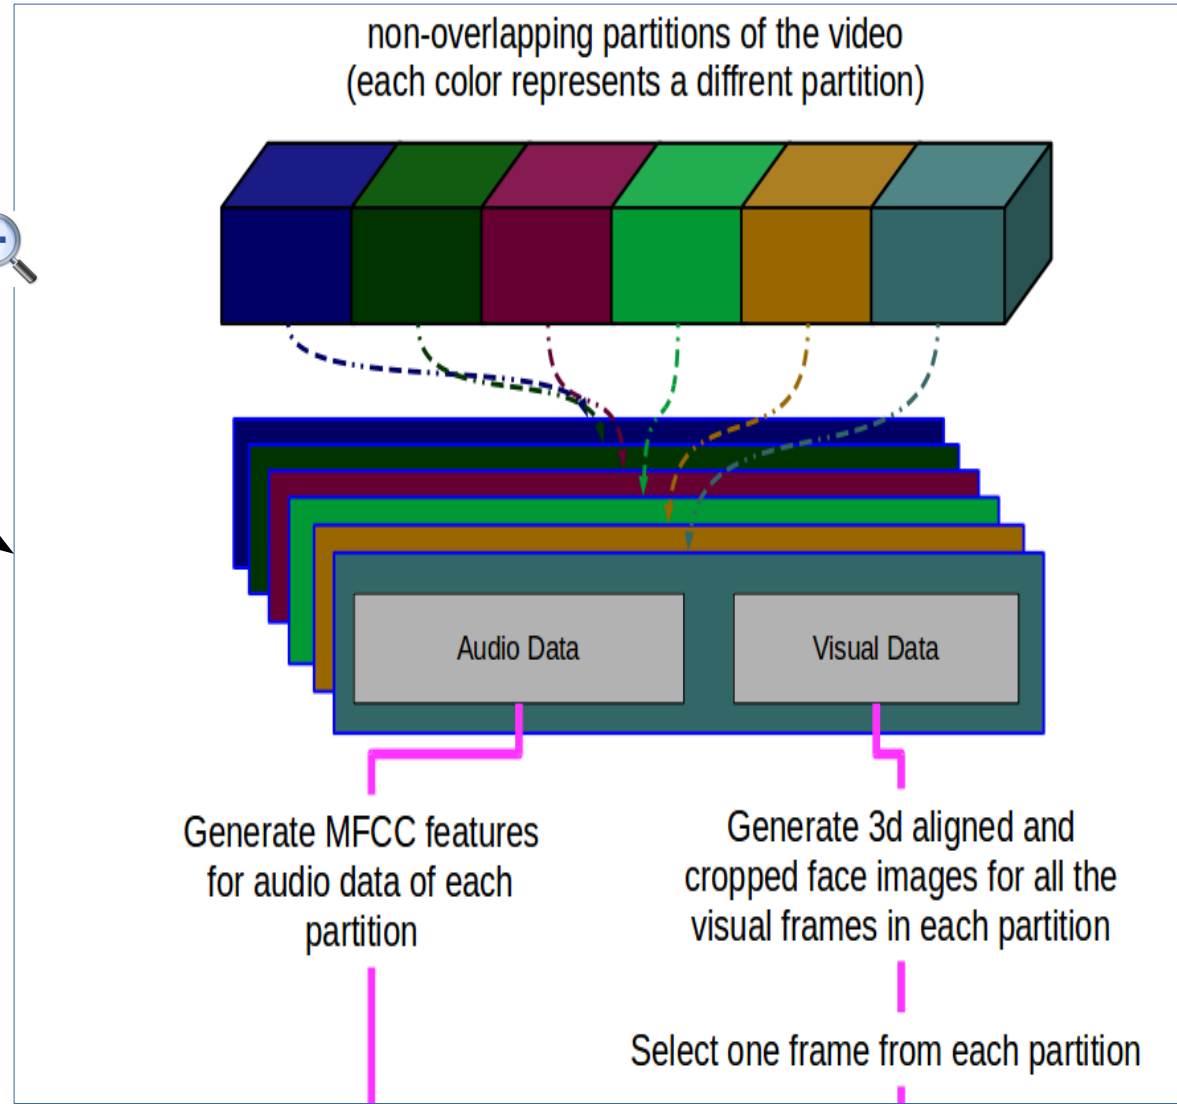 non-overlapping partitions of the video
(each color represents a diffrent partition)
Audio Data
Visual Data
Generate MFCC features
for audio data of each
partition
Generate 3d aligned and
cropped face images for all the
visual frames in each partition
Select one frame from each partition